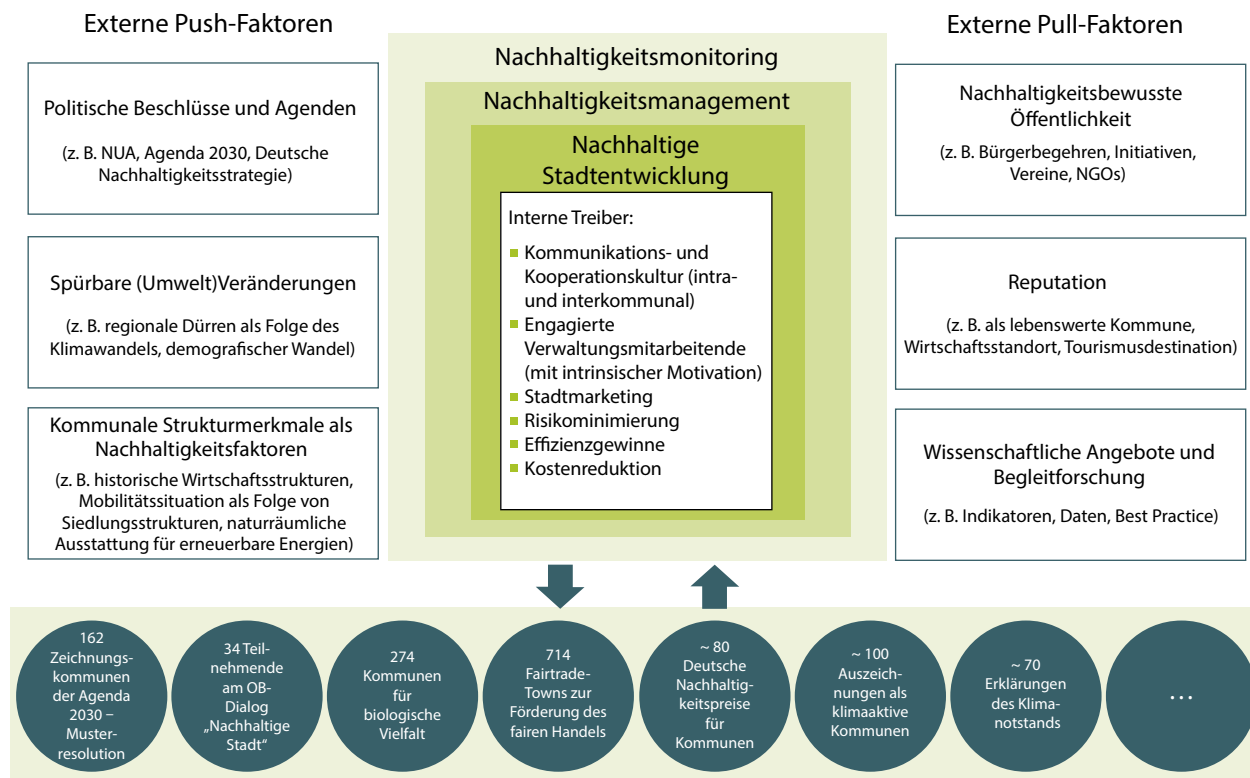 Externe Push-Faktoren
Politische Beschlüsse und Agenden
(z. B. NUA, Agenda 2030, Deutsche
Nachhaltigkeitsstrategie)
Spürbare (Umwelt)Veränderungen
(z. B. regionale Dürren als Folge des
Klimawandels, demografischer Wandel)
Kommunale Strukturmerkmale als
Nachhaltigkeitsfaktoren
(z. B. historische Wirtschaftsstrukturen,
Mobilitätssituation als Folge von
Siedlungsstrukturen, naturräumliche
Ausstattung für erneuerbare Energien)
Nachhaltigkeitsmonitoring
Nachhaltigkeitsmanagement
Nachhaltige
Stadtentwicklung
Interne Treiber:
Kommunikations- und
Kooperationskultur (intra-
und interkommunal)
Engagierte
Verwaltungsmitarbeitende
(mit intrinsischer Motivation)
Stadtmarketing
Risikominimierung
Effizienzgewinne
Kostenreduktion
Externe Pull-Faktoren
Nachhaltigkeitsbewusste
Öffentlichkeit
(z. B. Bürgerbegehren, Initiativen,
Vereine, NGOs)
Reputation
(z. B. als lebenswerte Kommune,
Wirtschaftsstandort, Tourismusdestination)
Wissenschaftliche Angebote und
Begleitforschung
(z. B. Indikatoren, Daten, Best Practice)
162
Zeichnungs-
kommunen
der Agenda
2030 –
Muster-
resolution
34 Teil-
nehmende
am OB-
Dialog
„Nachhaltige
Stadt“
274
Kommunen
für
biologische
Vielfalt
714
Fairtrade-
Towns zur
Förderung des
fairen Handels
~ 80
Deutsche
Nachhaltig-
keitspreise
für
Kommunen
~ 100
Auszeich-
nungen als
klimaaktive
Kommunen
~ 70
Erklärungen
des Klima-
notstands
...